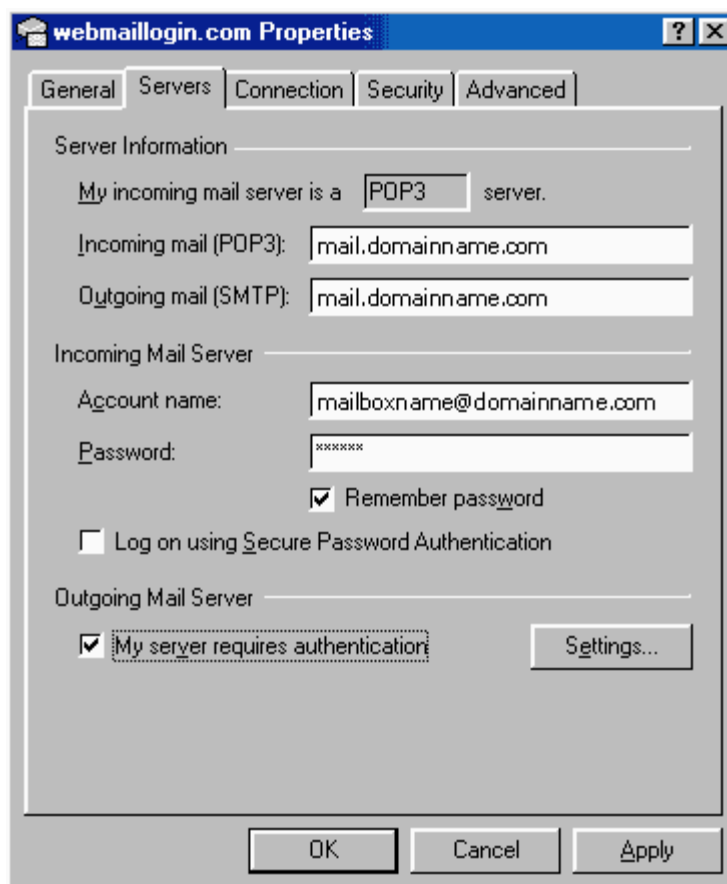 webmaillogin.com Properties
General Servers Connection Security Advanced
Server Information
My incoming mail server is a POP3 server.
Incoming mail (POP3): mail.domainname.com
Outgoing mail (SMTP): mail.domainname.com
Incoming Mail Server
Account name: mailboxname@domainname.com
Password: ******
Remember password
Log on using Secure Password Authentication
Outgoing Mail Server
My server requires authentication Settings...
OK Cancel Apply